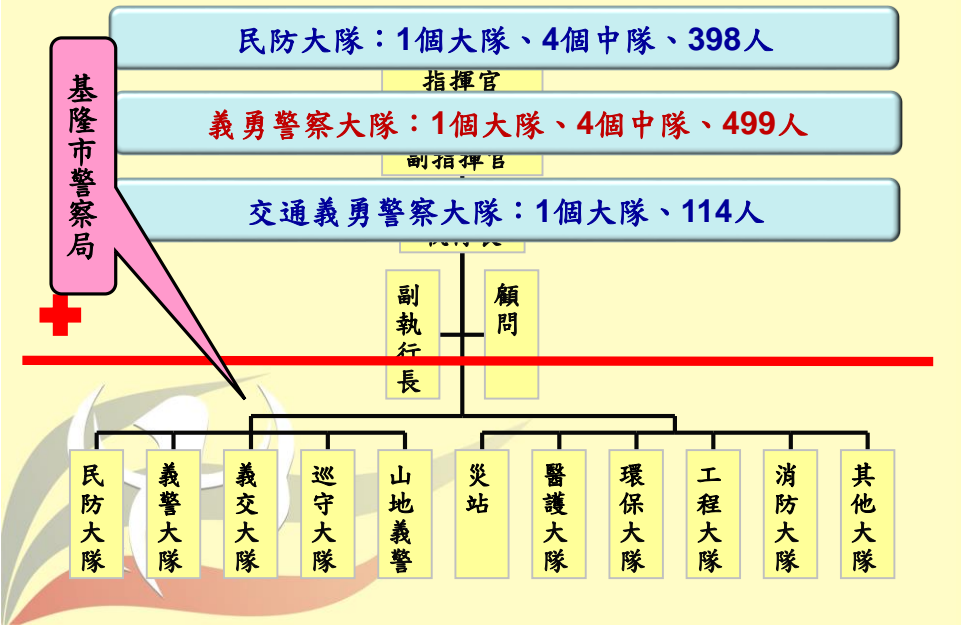 民防大隊：1個大隊、4個中隊、398人
指揮官
義勇警察大隊：1個大隊、4個中隊、499人
副指揮官
交通義勇警察大隊：1個大隊、114人
基隆市警察局
副執行長
顧問
民防大隊
義警大隊
義交大隊
巡守大隊
山地義警
災站
醫護大隊
環保大隊
工程大隊
消防大隊
其他大隊